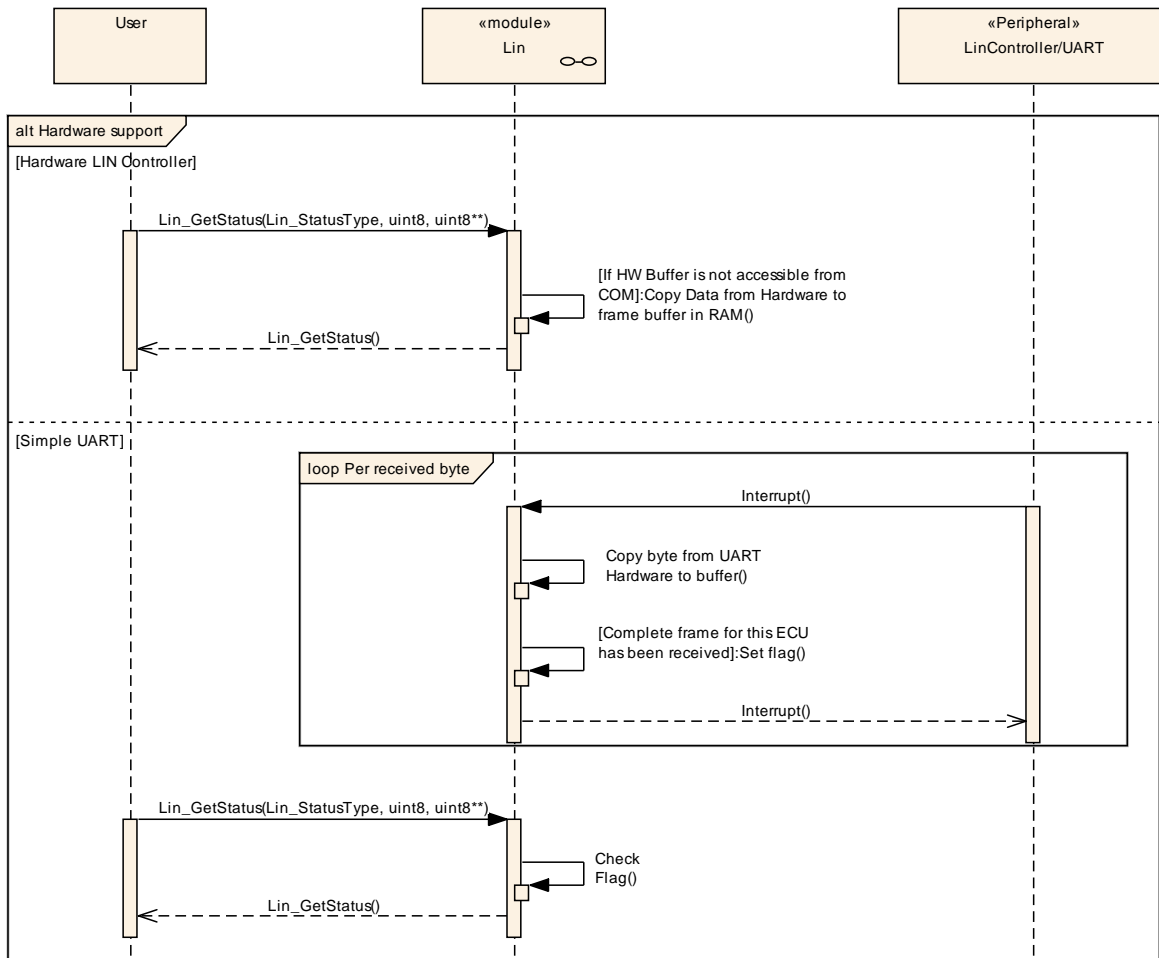 User
«module»
Lin
«Peripheral»
LinController/UART
alt Hardware support
[Hardware LIN Controller]
Lin_GetStatus(Lin_StatusType, uint8, uint8**)
[If HW Buffer is not accessible from
COM]:Copy Data from Hardware to
frame buffer in RAM()
Lin_GetStatus()
[Simple UART]
loop Per received byte
Interrupt()
Copy byte from UART
Hardware to buffer()
[Complete frame for this ECU
has been received]:Set flag()
Interrupt()
Lin_GetStatus(Lin_StatusType, uint8, uint8**)
Check
Flag()
Lin_GetStatus()